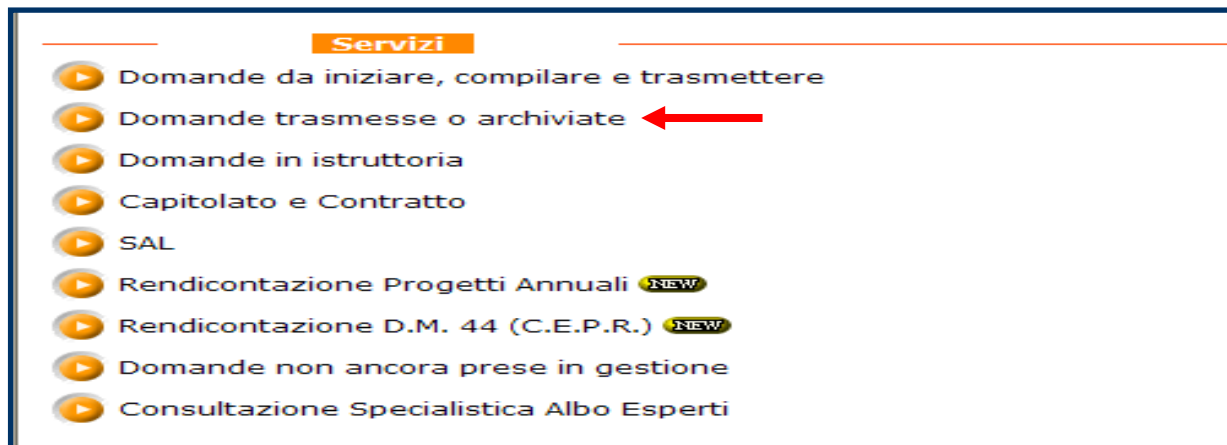 Servizi
Domande da iniziare, compilare e trasmettere
Domande trasmesse o archiviate
Domande in istruttoria
Capitolato e Contratto
SAL
Rendicontazione Progetti Annuali NEW
Rendicontazione D.M. 44 (C.E.P.R.) NEW
Domande non ancora prese in gestione
Consultazione Specialistica Albo Esperti